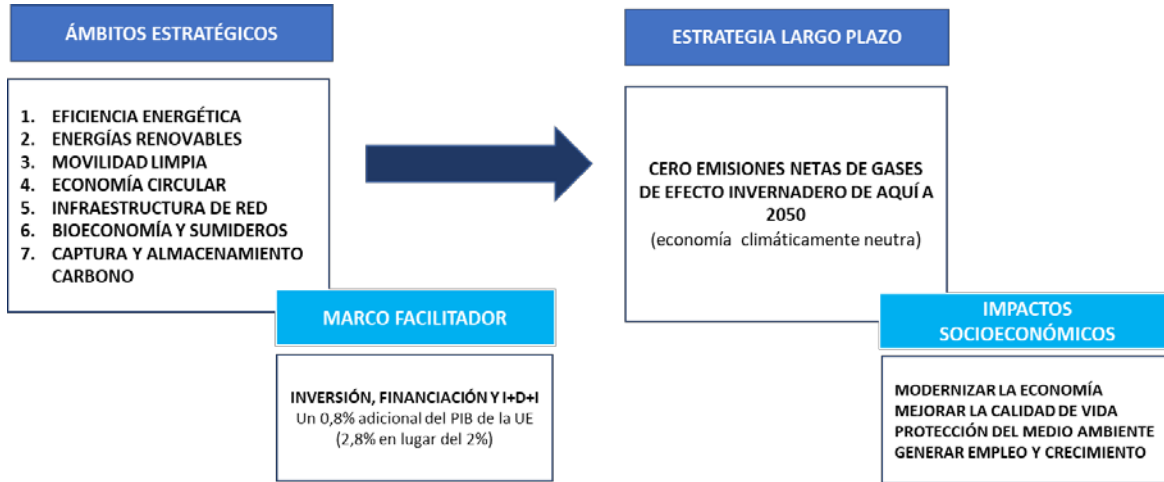 ÁMBITOS ESTRATÉGICOS
1. EFICIENCIA ENERGÉTICA
2. ENERGÍAS RENOVABLES
3. MOVILIDAD LIMPIA
4. ECONOMÍA CIRCULAR
5. INFRAESTRUCTURA DE RED
6. BIOECONOMÍA Y SUMIDEROS
7. CAPTURA Y ALMACENAMIENTO
CARBONO
MARCO FACILITADOR
INVERSIÓN, FINANCIACIÓN Y I+D+I
Un 0,8% adicional del PIB de la UE
(2,8% en lugar del 2%)
ESTRATEGIA LARGO PLAZO
CERO EMISIONES NETAS DE GASES
DE EFECTO INVERNADERO DE AQUÍ A
2050
(economía climáticamente neutra)
IMPACTOS
SOCIOECONÓMICOS
MODERNIZAR LA ECONOMÍA
MEJORAR LA CALIDAD DE VIDA
PROTECCIÓN DEL MEDIO AMBIENTE
GENERAR EMPLEO Y CRECIMIENTO